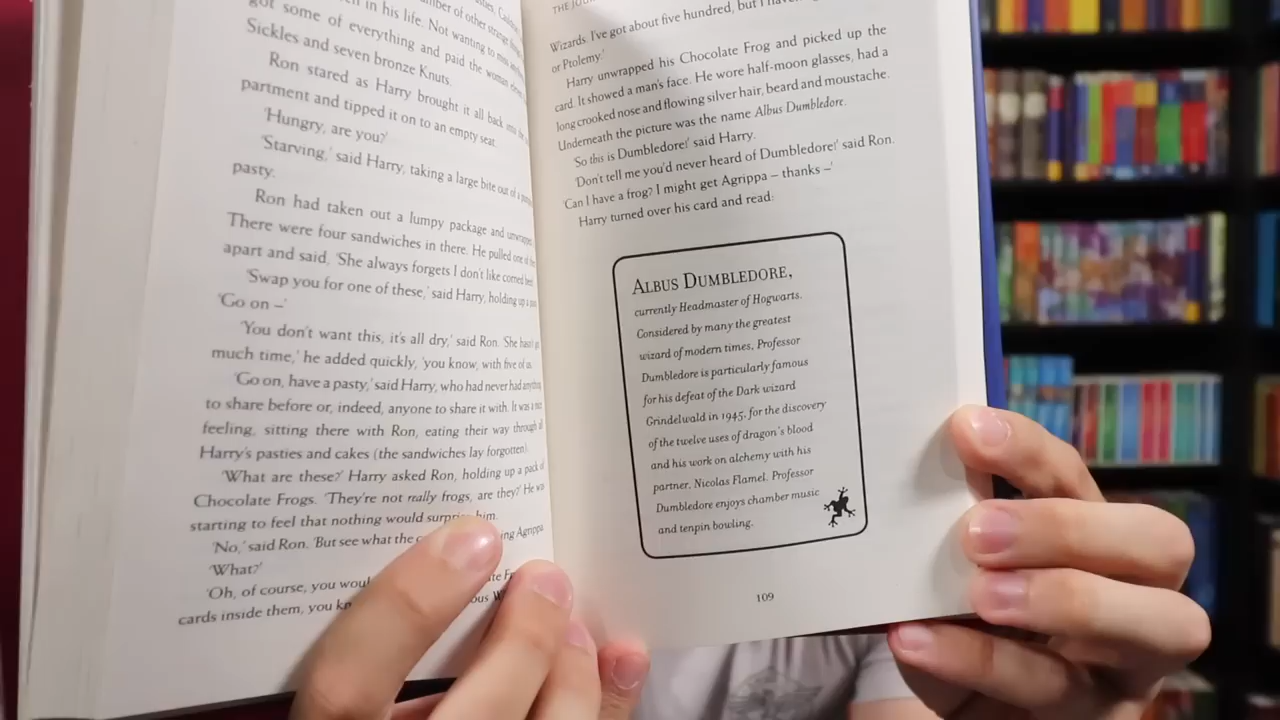 in his life. Not wanting to miss
got some of everything and paid the woman
Sickles and seven bronze Knuts.
Ron stared as Harry brought it all back into the
partment and tipped it on to an empty seat.
'Hungry, are you?'
'Starving,' said Harry, taking a large bite out of a
pasty.
Ron had taken out a lumpy package and unwrapped
There were four sandwiches in there. He pulled one of
apart and said, 'She always forgets I don't like corned beef.'
'Swap you for one of these,' said Harry, holding up a
'Go on –'
'You don't want this, it's all dry,' said Ron. 'She hasn't got
much time,' he added quickly, 'you know, with five of us.'
'Go on, have a pasty,' said Harry, who had never had anything
to share before or, indeed, anyone to share it with. It was a nice
feeling, sitting there with Ron, eating their way through all
Harry's pasties and cakes (the sandwiches lay forgotten).
'What are these?' Harry asked Ron, holding up a pack of
Chocolate Frogs. 'They're not really frogs, are they?' He was
starting to feel that nothing would surprise him.
'No,' said Ron. 'But see what the Agrippa
'What?'
'Oh, of course, you
cards inside them, you
THE
Wizards. I've got about five hundred, but I
or Ptolemy.'
Harry unwrapped his Chocolate Frog and picked up the
card. It showed a man's face. He wore half-moon glasses, had a
long crooked nose and flowing silver hair, beard and moustache.
Underneath the picture was the name Albus Dumbledore.
'So this is Dumbledore!' said Harry.
'Don't tell me you'd never heard of Dumbledore!' said Ron.
'Can I have a frog? I might get Agrippa – thanks –'
Harry turned over his card and read:
ALBUS DUMBLEDORE,
currently Headmaster of Hogwarts.
Considered by many the greatest
wizard of modern times, Professor
Dumbledore is particularly famous
for his defeat of the Dark wizard
Grindelwald in 1945, for the discovery
of the twelve uses of dragon's blood
and his work on alchemy with his
partner, Nicolas Flamel. Professor
Dumbledore enjoys chamber music
and tenpin bowling.
109